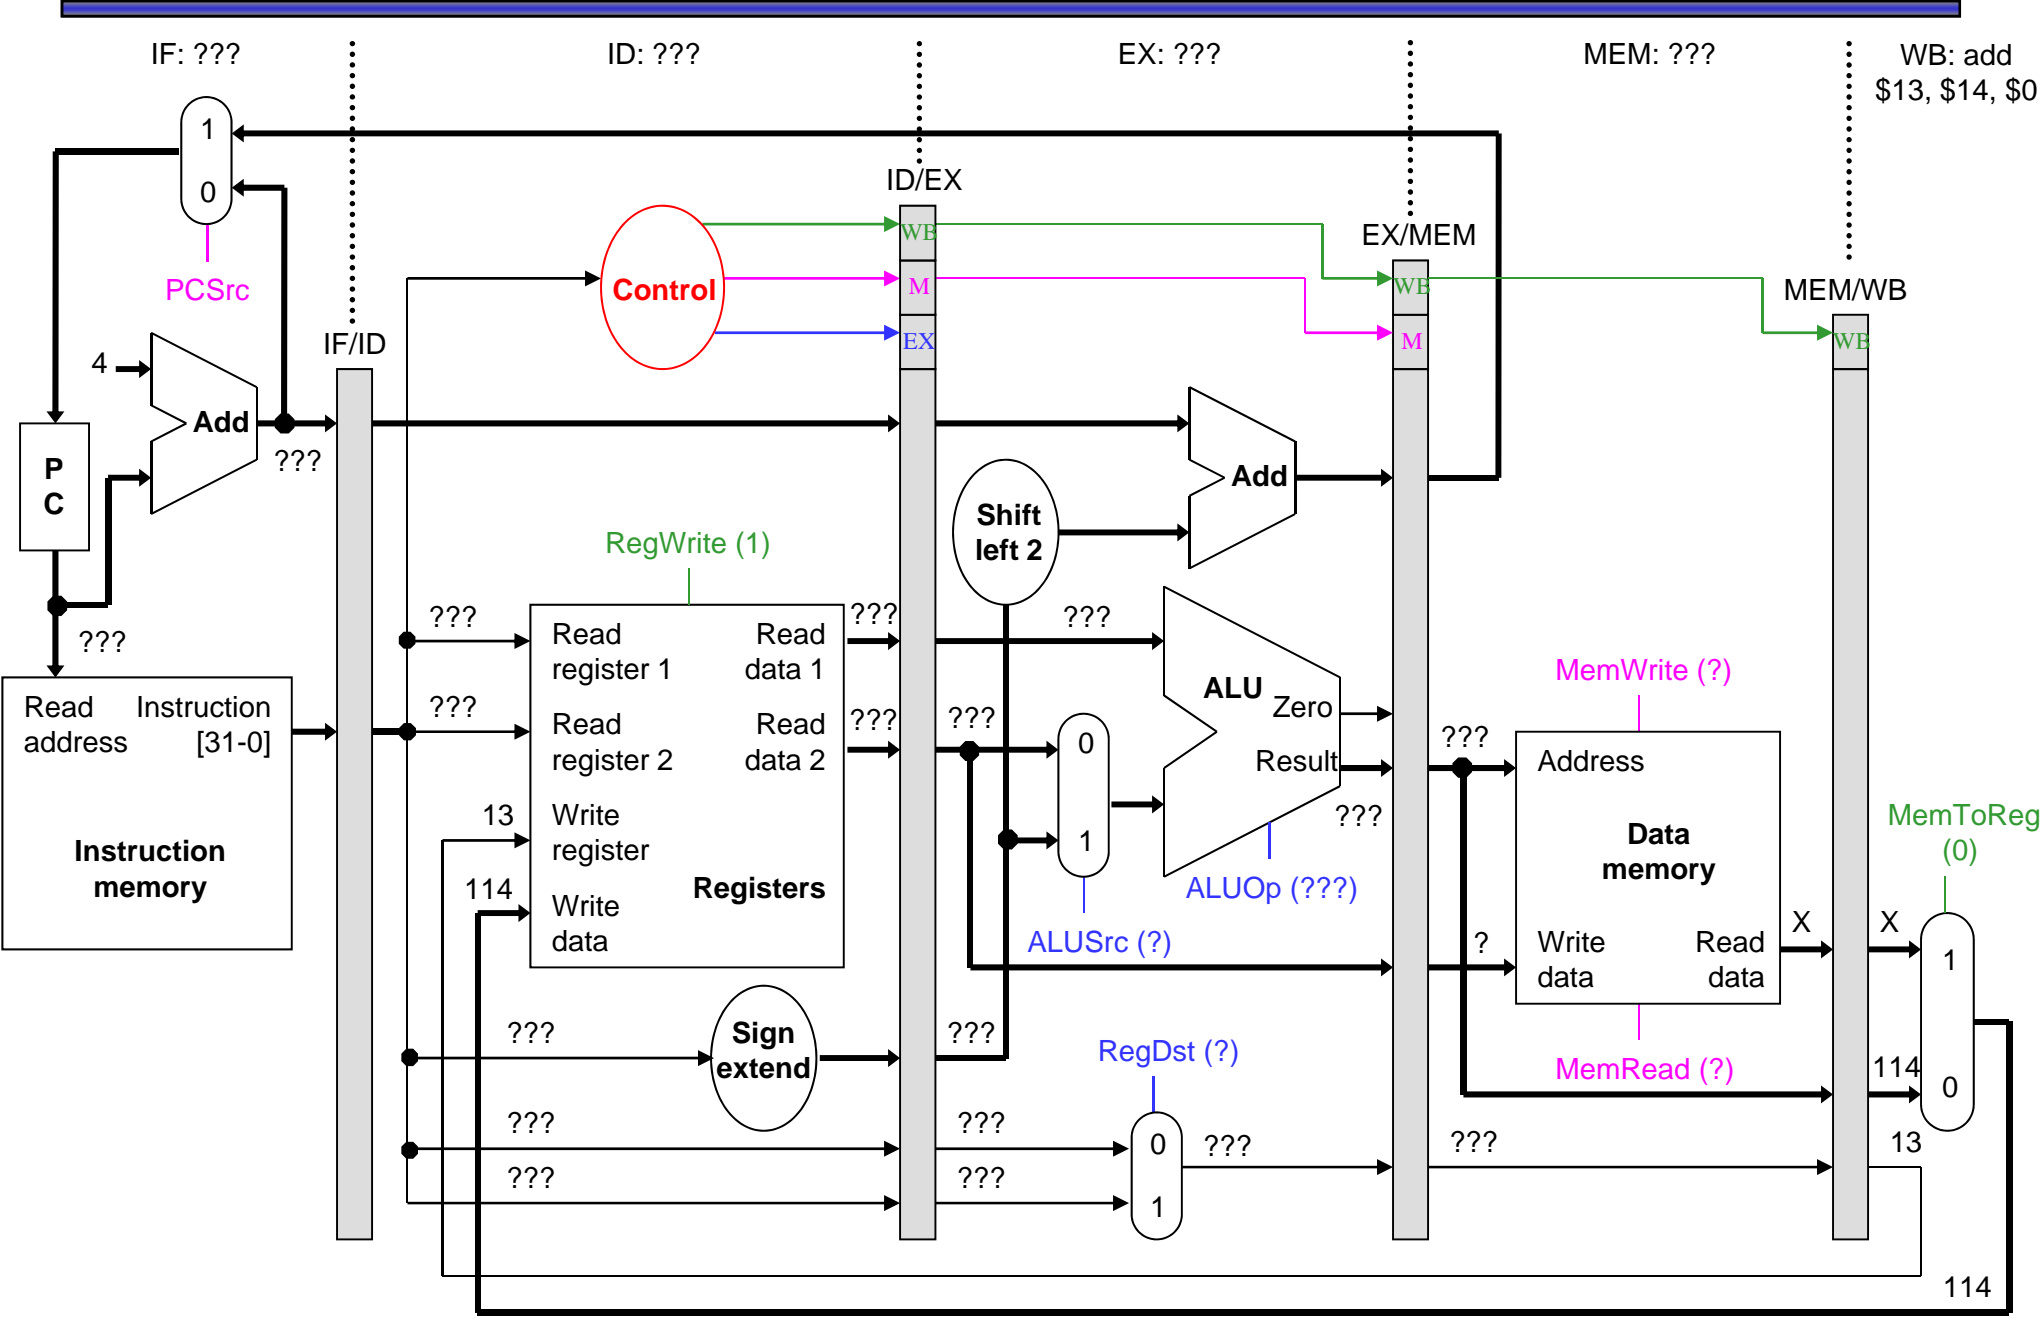 IF: ???
ID: ???
EX: ???
MEM: ???
WB: add
$13, $14, $0
1
0
PCSrc
ID/EX
WB
M
EX
Control
EX/MEM
WB
M
MEM/WB
WB
IF/ID
4
Add
???
P
C
Add
Shift
left 2
RegWrite (1)
???
???
Read
address
Instruction
[31-0]
Instruction
memory
???
13
114
Read
register 1
Read
data 1
Read
register 2
Read
data 2
Write
register
Write
data
Registers
???
???
???
???
0
1
ALUSrc (?)
ALU
Zero
Result
???
ALUOp (???)
MemWrite (?)
???
Address
Data
memory
?
Write
data
Read
data
MemRead (?)
X
X
MemToReg
(0)
1
0
114
13
???
Sign
extend
???
RegDst (?)
???
???
???
???
0
1
???
???
114